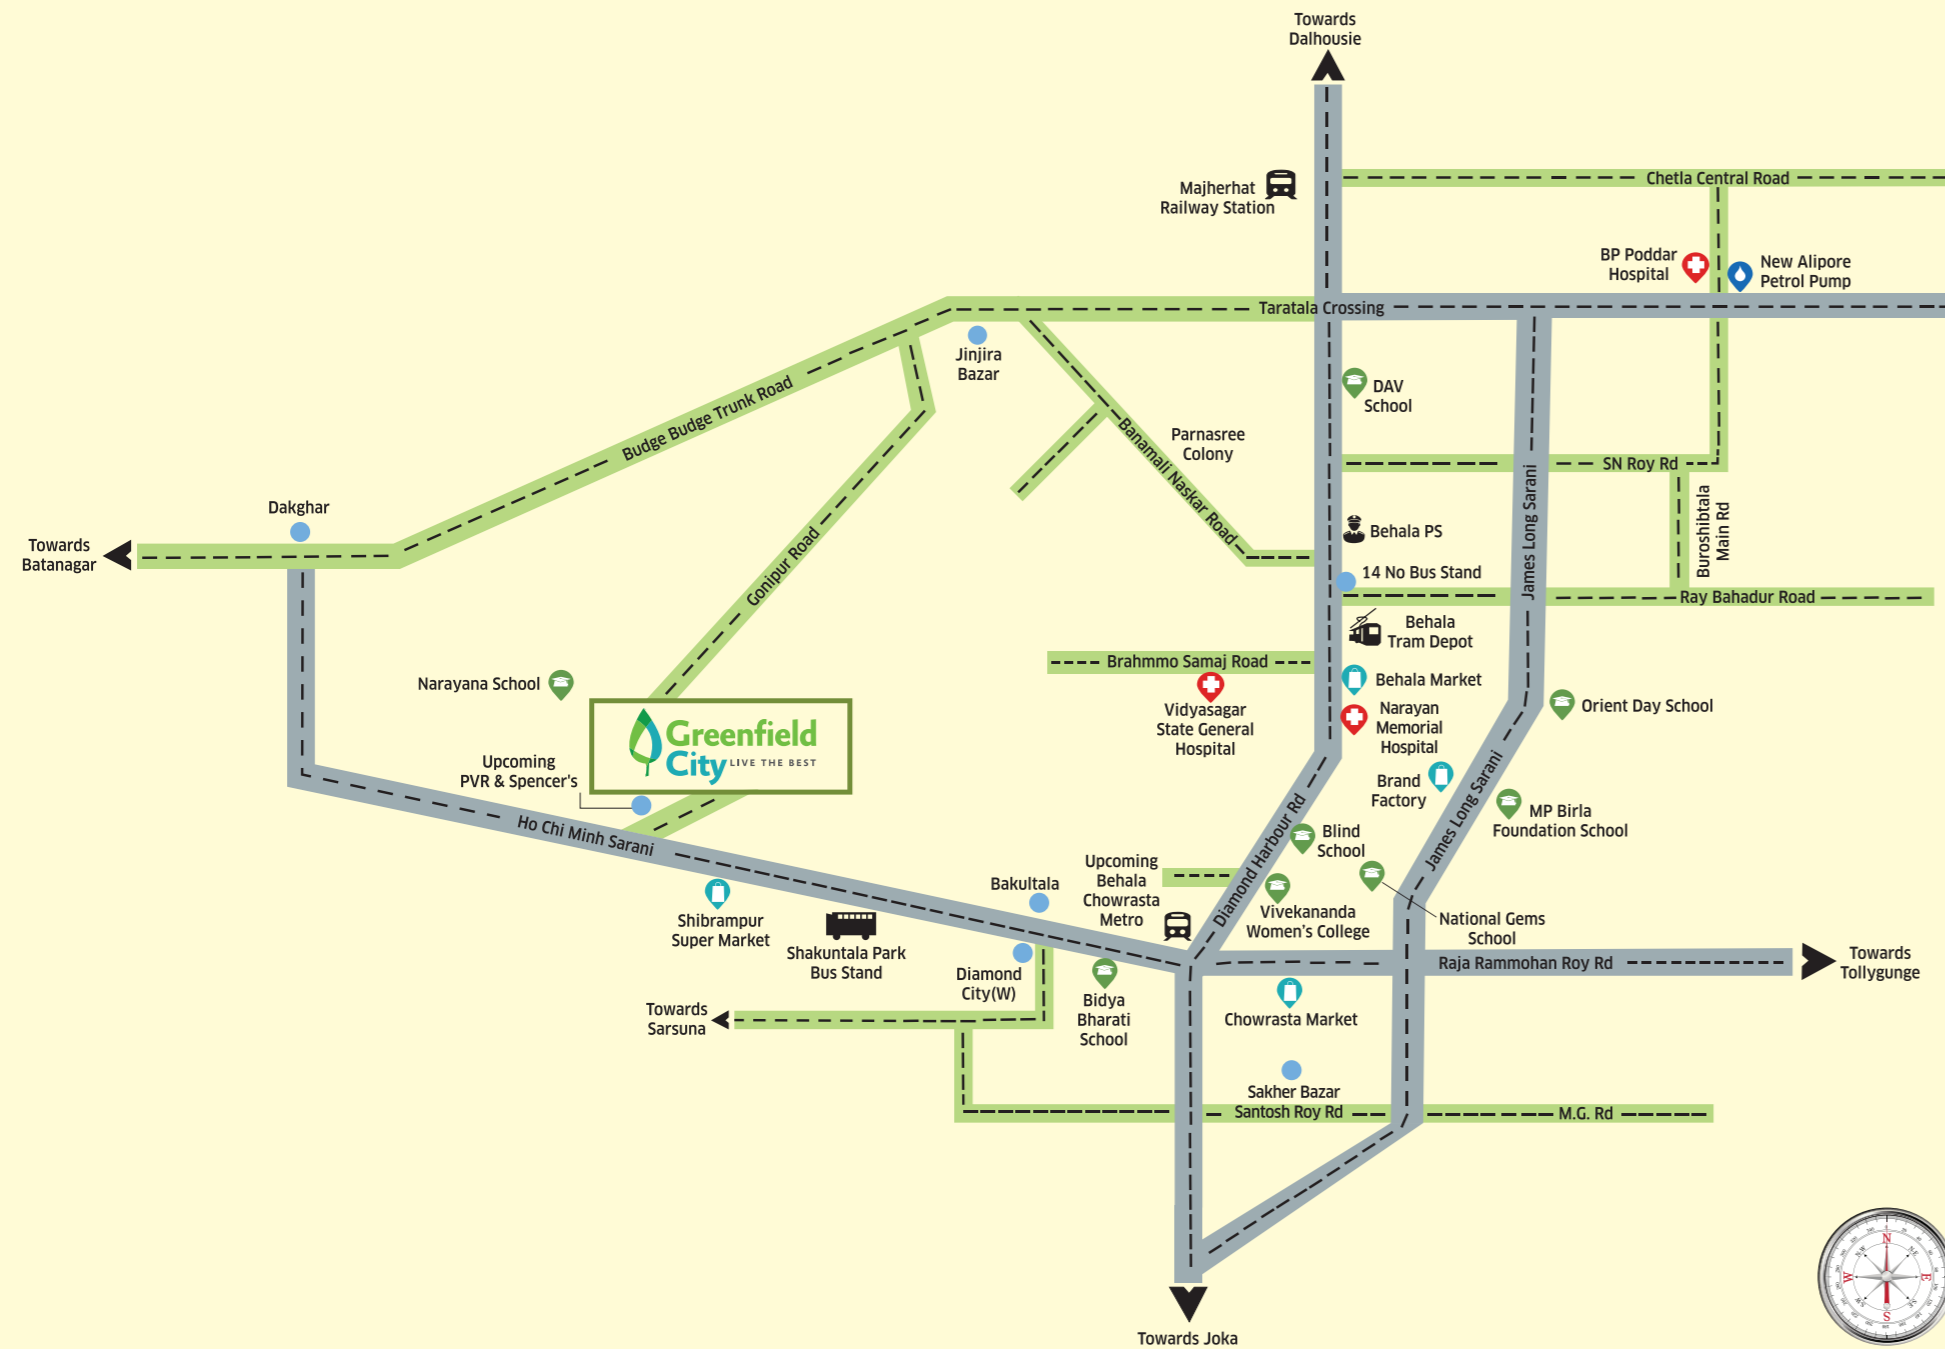 Towards
Dalhousie
Majherhat
Railway Station
Chetla Central Road
BP Poddar
Hospital
New Alipore
Petrol Pump
Taratala Crossing
Jinjira
Bazar
DAV
School
Budge Budge Trunk Road
Banamali Naskar Road
Parnasree
Colony
SN Roy Rd
James Long Sarani
Buroshibtala
Main Rd
Dakghar
Towards
Batanagar
Gonipur Road
Behala PS
14 No Bus Stand
Ray Bahadur Road
Behala
Tram Depot
Brahmmo Samaj Road
Narayana School
Behala Market
Vidyasagar
State General
Hospital
Narayan
Memorial
Hospital
Orient Day School
Greenfield
City LIVE THE BEST
Upcoming
PVR & Spencer's
Brand
Factory
James Long Sarani
MP Birla
Foundation School
Ho Chi Minh Sarani
Diamond Harbour Rd
Blind
School
Upcoming
Behala
Chowrasta
Metro
Bakultala
Vivekananda
Women's College
National Gems
School
Shibrampur
Super Market
Shakuntala Park
Bus Stand
Diamond
City(W)
Bidya
Bharati
School
Raja Rammohan Roy Rd
Towards
Tollygunge
Towards
Sarsuna
Chowrasta Market
Sakher Bazar
Santosh Roy Rd
M.G. Rd
Towards Joka
N
NE
E
SE
S
SW
W
NW